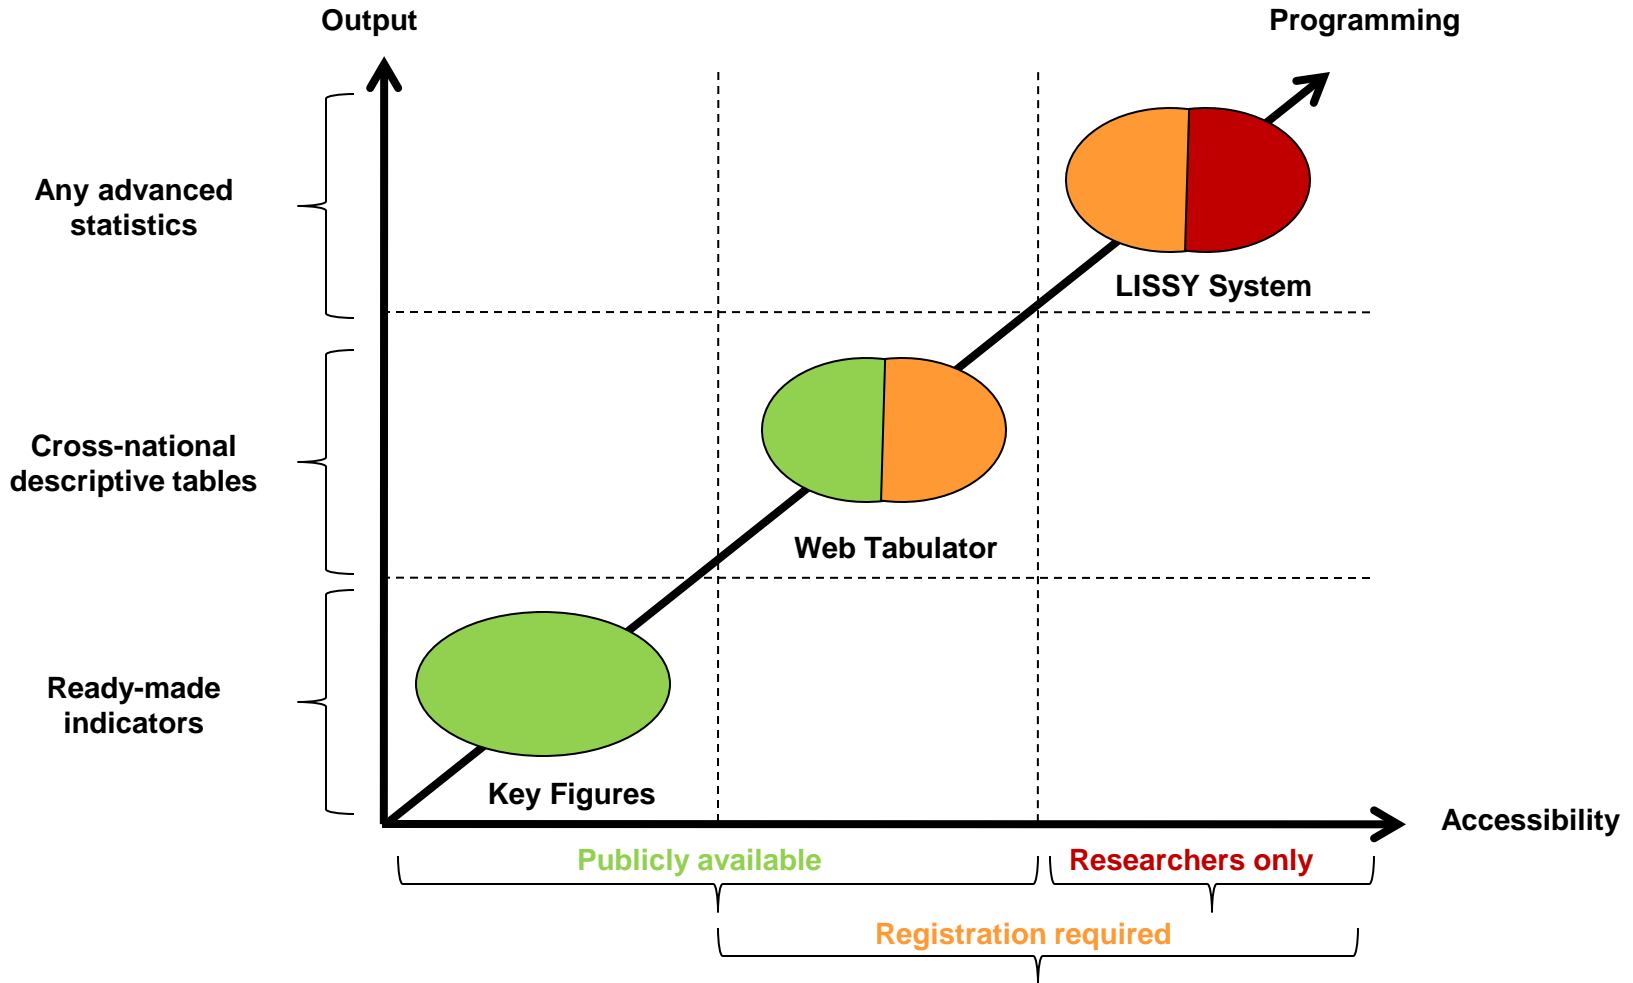 Output
Programming
Any advanced
statistics
LISSY System
Cross-national
descriptive tables
Web Tabulator
Ready-made
indicators
Key Figures
Accessibility
Publicly available
Researchers only
Registration required